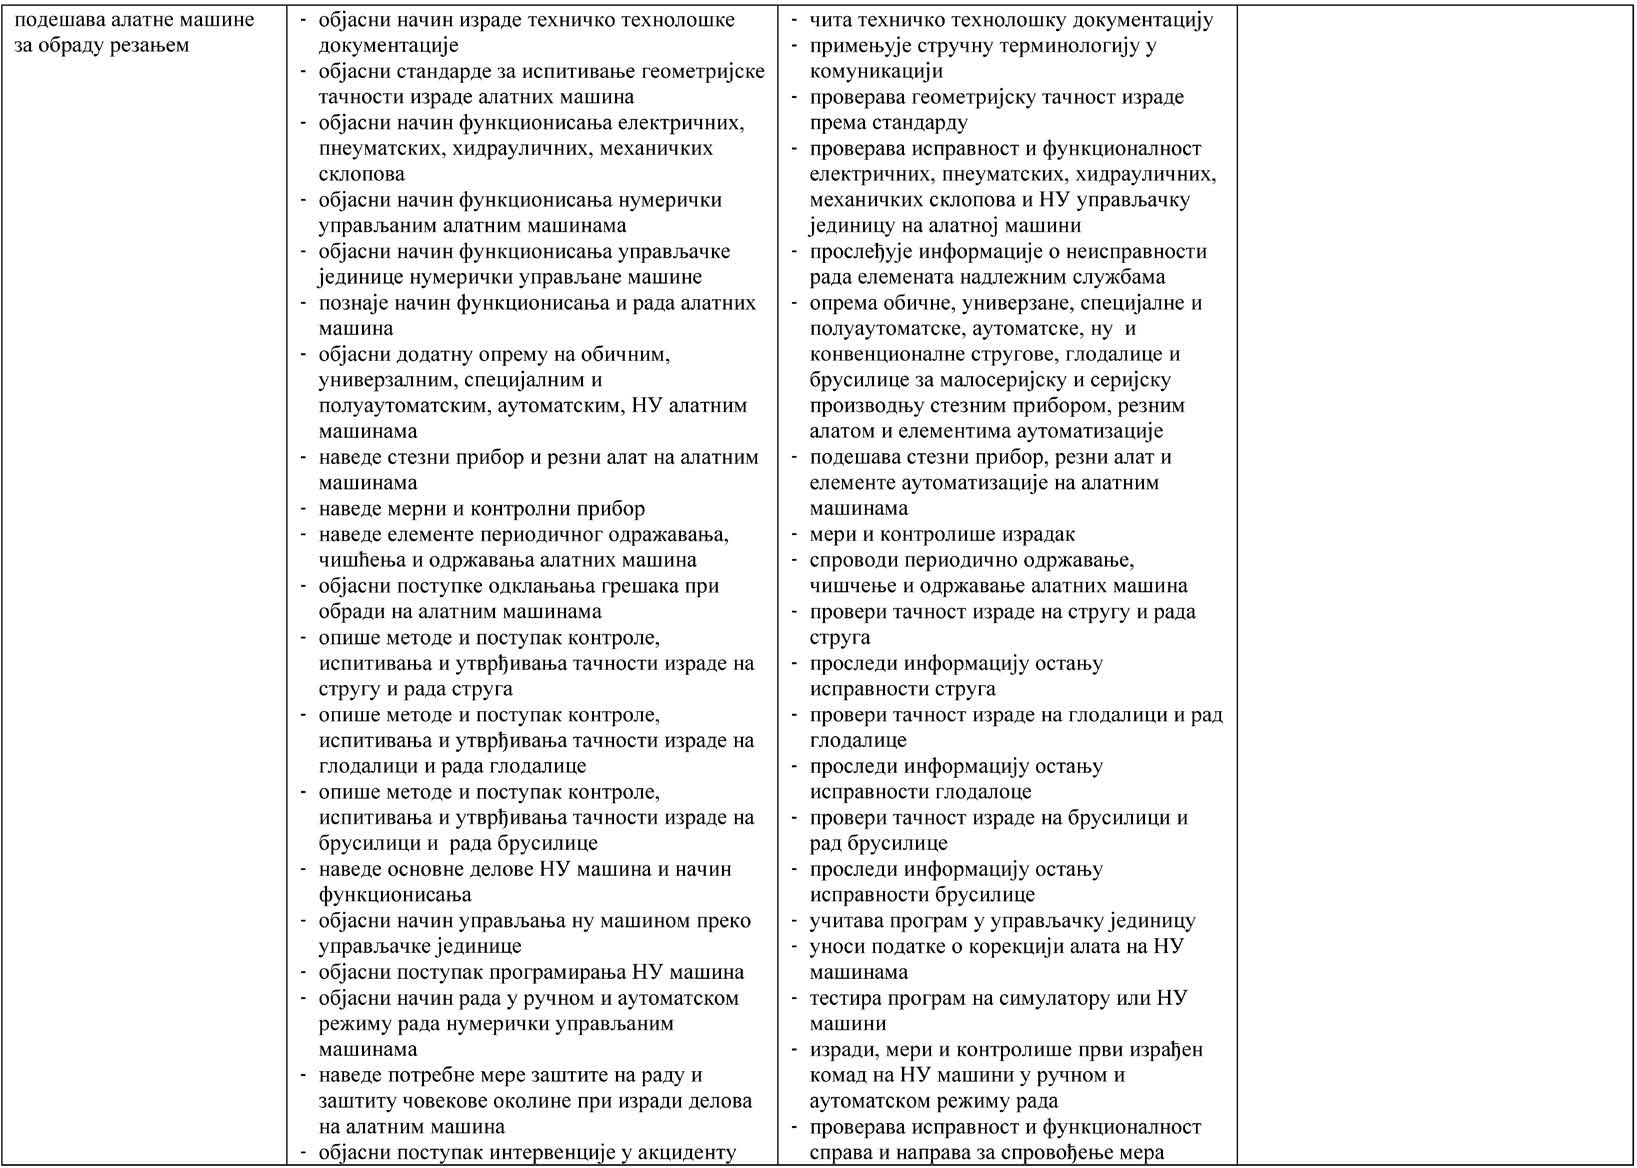 подешава алатне машине
за обраду резањем
- објасни начин израде техничко технолошке
документације
- објасни стандарде за испитивање геометријске
тачности израде алатних машина
- објасни начин функционисања електричних,
пнеуматских, хидрауличних, механичких
склопова
- објасни начин функционисања нумерички
управљаним алатним машинама
- објасни начин функционисања управљачке
јединице нумерички управљане машине
- познаје начин функционисања и рада алатних
машина
- објасни додатну опрему на обичним,
универзалним, специјалним и
полуаутоматским, аутоматским, НУ алатним
машинама
- наведе стезни прибор и резни алат на алатним
машинама
- наведе мерни и контролни прибор
- наведе елементе периодичног одражавања,
чишћења и одржавања алатних машина
- објасни поступке одклањања грешака при
обради на алатним машинама
- опише методе и поступак контроле,
испитивања и утврђивања тачности израде на
стругу и рада струга
- опише методе и поступак контроле,
испитивања и утврђивања тачности израде на
глодалици и рада глодалице
- опише методе и поступак контроле,
испитивања и утврђивања тачности израде на
брусилици и  рада брусилице
- наведе основне делове НУ машина и начин
функционисања
- објасни начин управљања ну машином преко
управљачке јединице
- објасни поступак програмирања НУ машина
- објасни начин рада у ручном и аутоматском
режиму рада нумерички управљаним
машинама
- наведе потребне мере заштите на раду и
заштиту човекове околине при изради делова
на алатним машина
- објасни поступак интервенције у акциденту
- чита техничко технолошку документацију
- примењује стручну терминологију у
комуникацији
- проверава геометријску тачност израде
према стандарду
- проверава исправност и функционалност
електричних, пнеуматских, хидрауличних,
механичких склопова и НУ управљачку
јединицу на алатној машини
- прослеђује информације о неисправности
рада елемената надлежним службама
- опрема обичне, универзане, специјалне и
полуаутоматске, аутоматске, ну  и
конвенционалне стругове, глодалице и
брусилице за малосеријску и серијску
производњу стезним прибором, резним
алатом и елементима аутоматизације
- подешава стезни прибор, резни алат и
елементе аутоматизације на алатним
машинама
- мери и контролише израдак
- спроводи периодично одржавање,
чишчење и одржавање алатних машина
- провери тачност израде на стругу и рада
струга
- проследи информацију остању
исправности струга
- провери тачност израде на глодалици и рад
глодалице
- проследи информацију остању
исправности глодалоце
- провери тачност израде на брусилици и
рад брусилице
- проследи информацију остању
исправности брусилице
- учитава програм у управљачку јединицу
- уноси податке о корекцији алата на НУ
машинама
- тестира програм на симулатору или НУ
машини
- изради, мери и контролише први израђен
комад на НУ машини у ручном и
аутоматском режиму рада
- проверава исправност и функционалност
справа и направа за спровођење мера